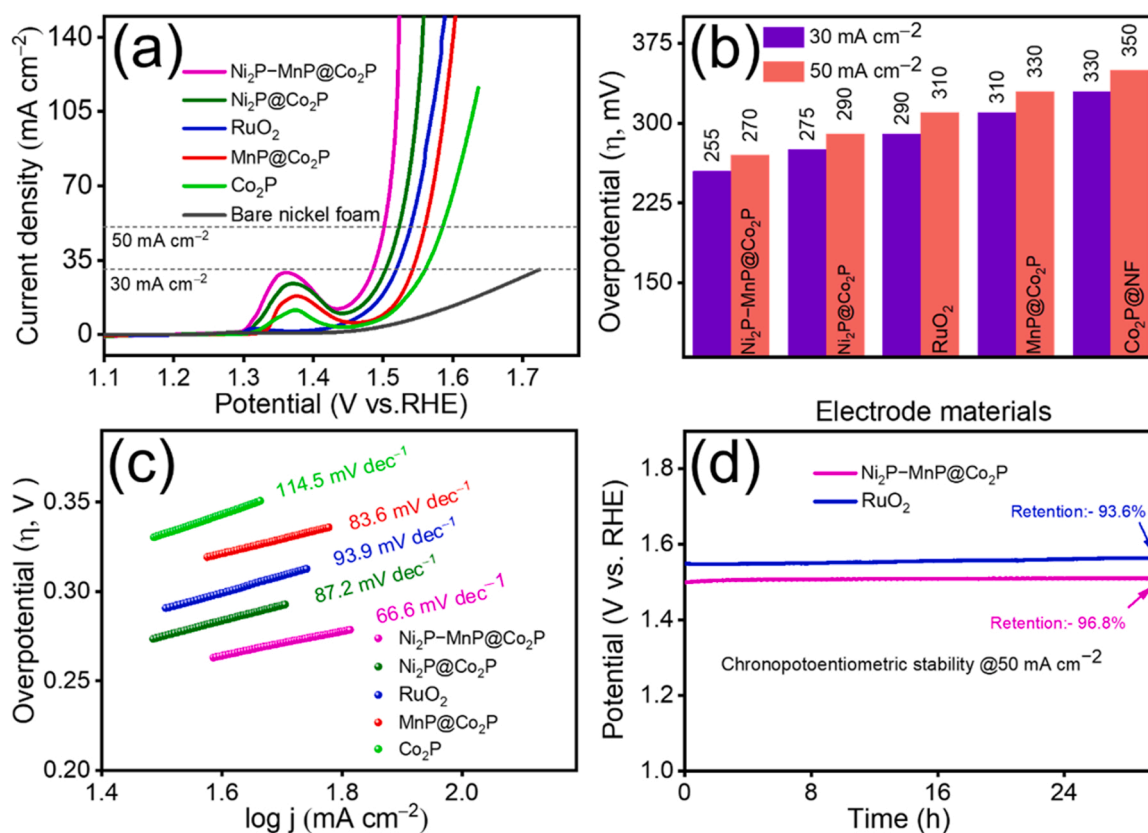 (a)
Current density (mA cm⁻²)
140
105
70
35
0
Ni₂P–MnP@Co₂P
Ni₂P@Co₂P
RuO₂
MnP@Co₂P
Co₂P
Bare nickel foam
50 mA cm⁻²
30 mA cm⁻²
1.1 1.2 1.3 1.4 1.5 1.6 1.7
Potential (V vs.RHE)
(b)
Overpotential (η, mV)
375
300
225
150
30 mA cm⁻²
50 mA cm⁻²
255 270 275 290 290 310 310 330 330 350
Ni₂P–MnP@Co₂P
Ni₂P@Co₂P
RuO₂
MnP@Co₂P
Co₂P@NF
Electrode materials
(c)
Overpotential (η, V)
0.35
0.30
0.25
0.20
114.5 mV dec⁻¹
83.6 mV dec⁻¹
93.9 mV dec⁻¹
87.2 mV dec⁻¹
66.6 mV dec⁻¹
Ni₂P–MnP@Co₂P
Ni₂P@Co₂P
RuO₂
MnP@Co₂P
Co₂P
1.4 1.6 1.8 2.0
log j (mA cm⁻²)
(d)
Potential (V vs. RHE)
1.8
1.6
1.4
1.2
1.0
Ni₂P–MnP@Co₂P
RuO₂
Retention:- 93.6%
Retention:- 96.8%
Chronopotentiometric stability @50 mA cm⁻²
0 8 16 24
Time (h)